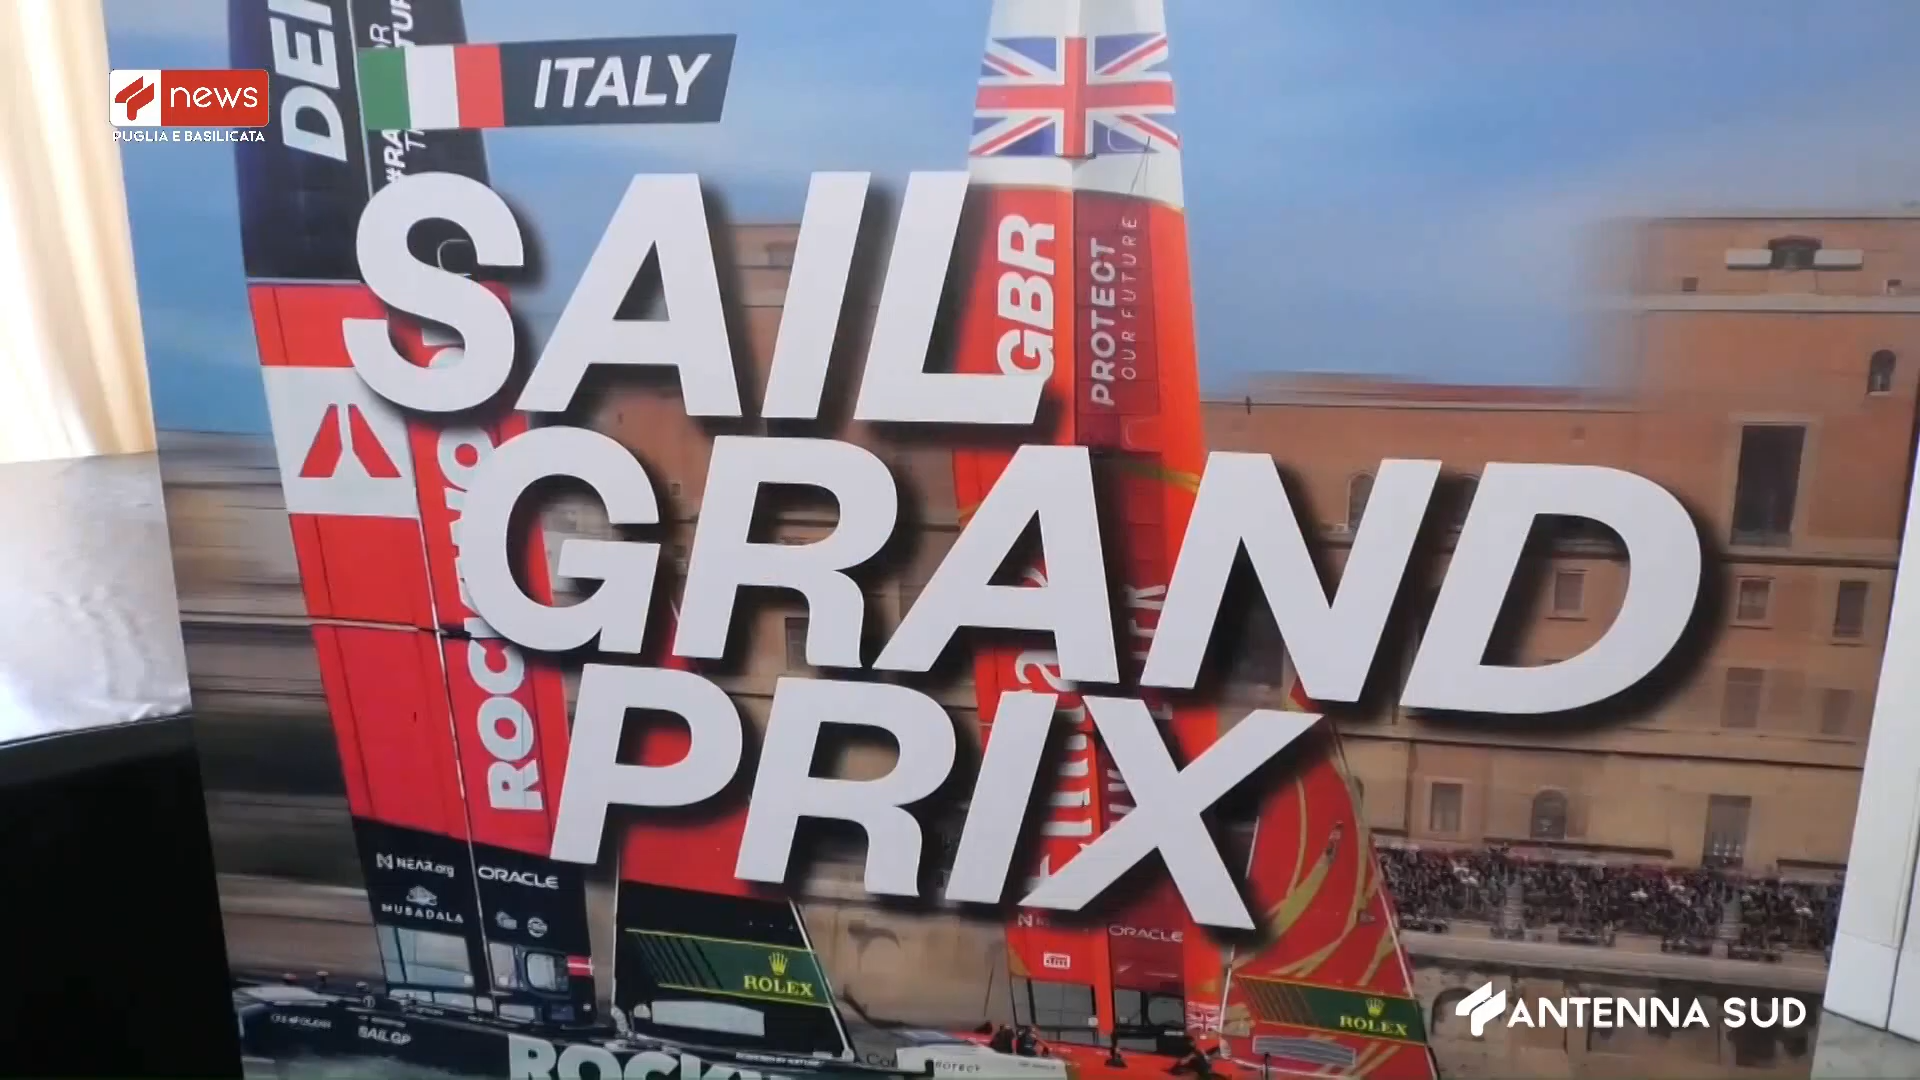 news
PUGLIA E BASILICATA
ITALY
SAIL
GRAND
PRIX
DEN
GBR
PROTECT
OUR FUTURE
NEAR.org
ORACLE
MUBADALA
ROLEX
ORACLE
ROLEX
SAILGP
ANTENNA SUD